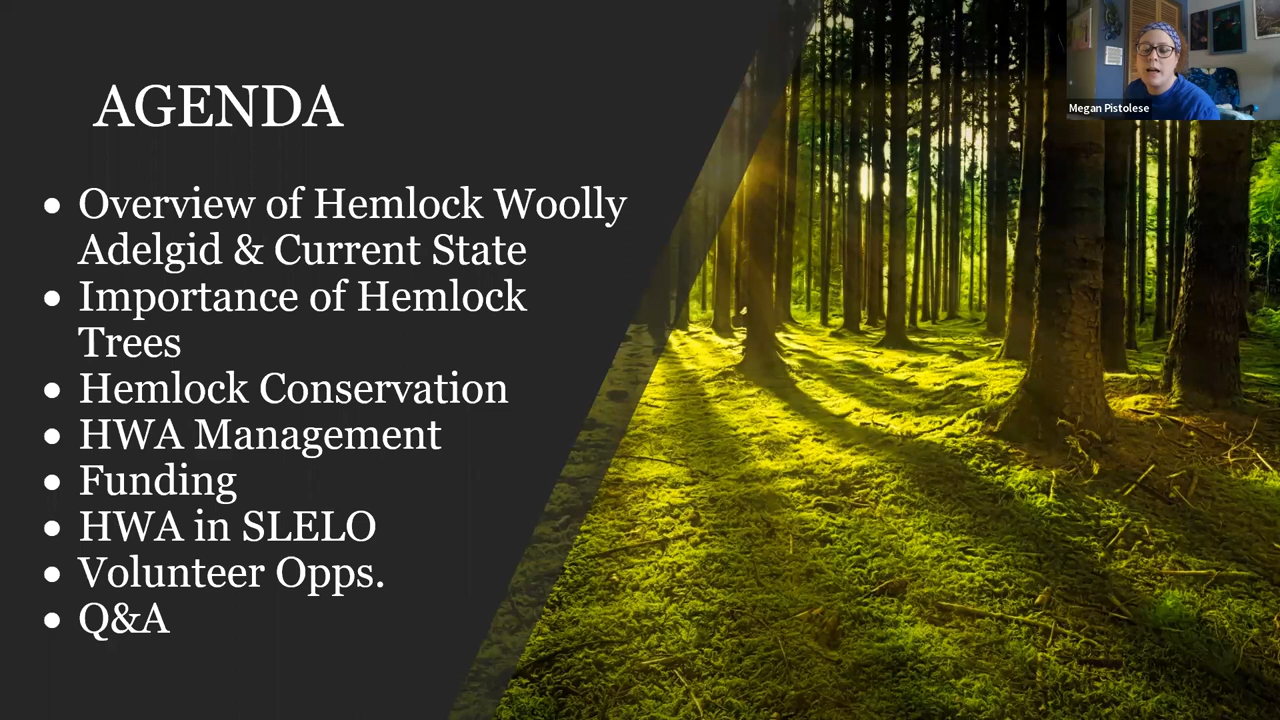 AGENDA
• Overview of Hemlock Woolly
Adelgid & Current State
• Importance of Hemlock
Trees
• Hemlock Conservation
• HWA Management
• Funding
• HWA in SLELO
• Volunteer Opps.
• Q&A
Megan Pistolese